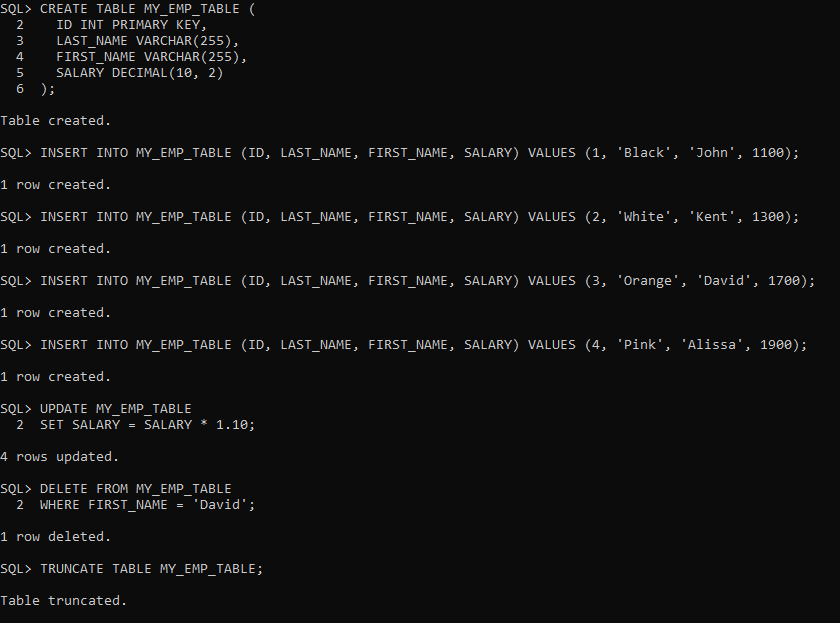 SQL> CREATE TABLE MY_EMP_TABLE (
  2    ID INT PRIMARY KEY,
  3    LAST_NAME VARCHAR(255),
  4    FIRST_NAME VARCHAR(255),
  5    SALARY DECIMAL(10, 2)
  6  );
Table created.
SQL> INSERT INTO MY_EMP_TABLE (ID, LAST_NAME, FIRST_NAME, SALARY) VALUES (1, 'Black', 'John', 1100);
1 row created.
SQL> INSERT INTO MY_EMP_TABLE (ID, LAST_NAME, FIRST_NAME, SALARY) VALUES (2, 'White', 'Kent', 1300);
1 row created.
SQL> INSERT INTO MY_EMP_TABLE (ID, LAST_NAME, FIRST_NAME, SALARY) VALUES (3, 'Orange', 'David', 1700);
1 row created.
SQL> INSERT INTO MY_EMP_TABLE (ID, LAST_NAME, FIRST_NAME, SALARY) VALUES (4, 'Pink', 'Alissa', 1900);
1 row created.
SQL> UPDATE MY_EMP_TABLE
  2  SET SALARY = SALARY * 1.10;
4 rows updated.
SQL> DELETE FROM MY_EMP_TABLE
  2  WHERE FIRST_NAME = 'David';
1 row deleted.
SQL> TRUNCATE TABLE MY_EMP_TABLE;
Table truncated.